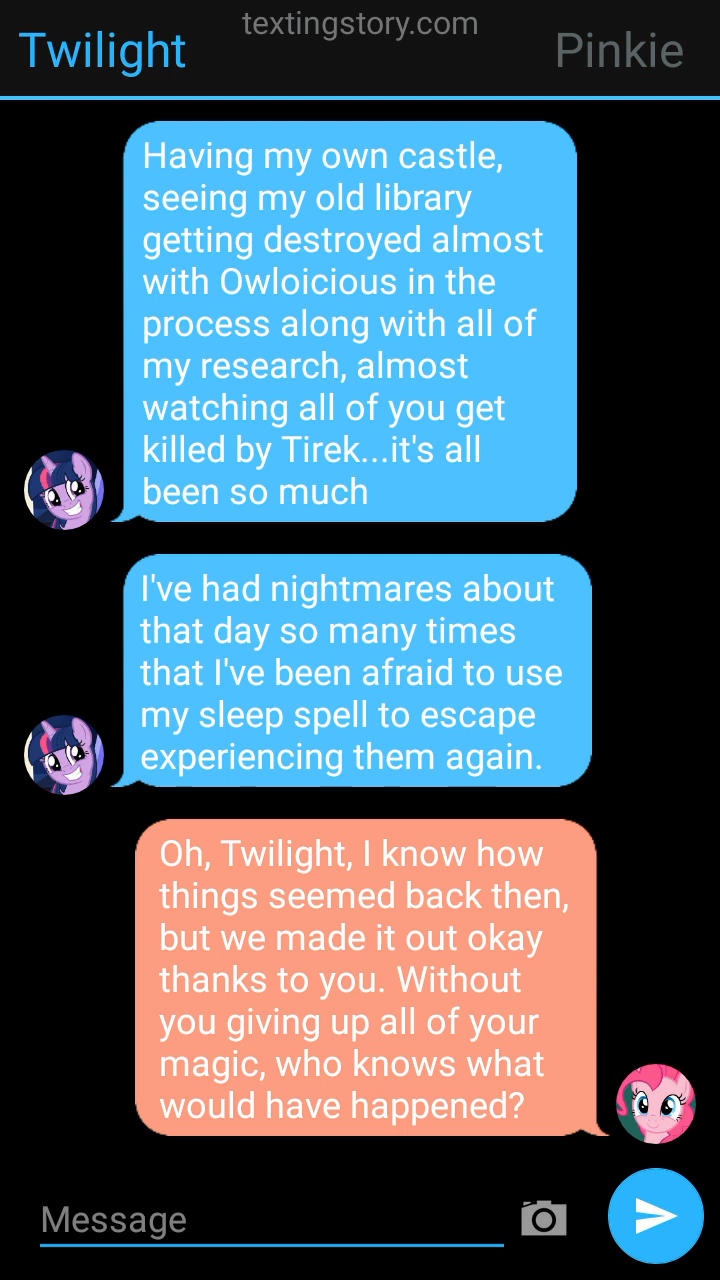 textingstory.com
Twilight
Pinkie
Having my own castle,
seeing my old library
getting destroyed almost
with Owloicious in the
process along with all of
my research, almost
watching all of you get
killed by Tirek...it's all
been so much
I've had nightmares about
that day so many times
that I've been afraid to use
my sleep spell to escape
experiencing them again.
Oh, Twilight, I know how
things seemed back then,
but we made it out okay
thanks to you. Without
you giving up all of your
magic, who knows what
would have happened?
Message